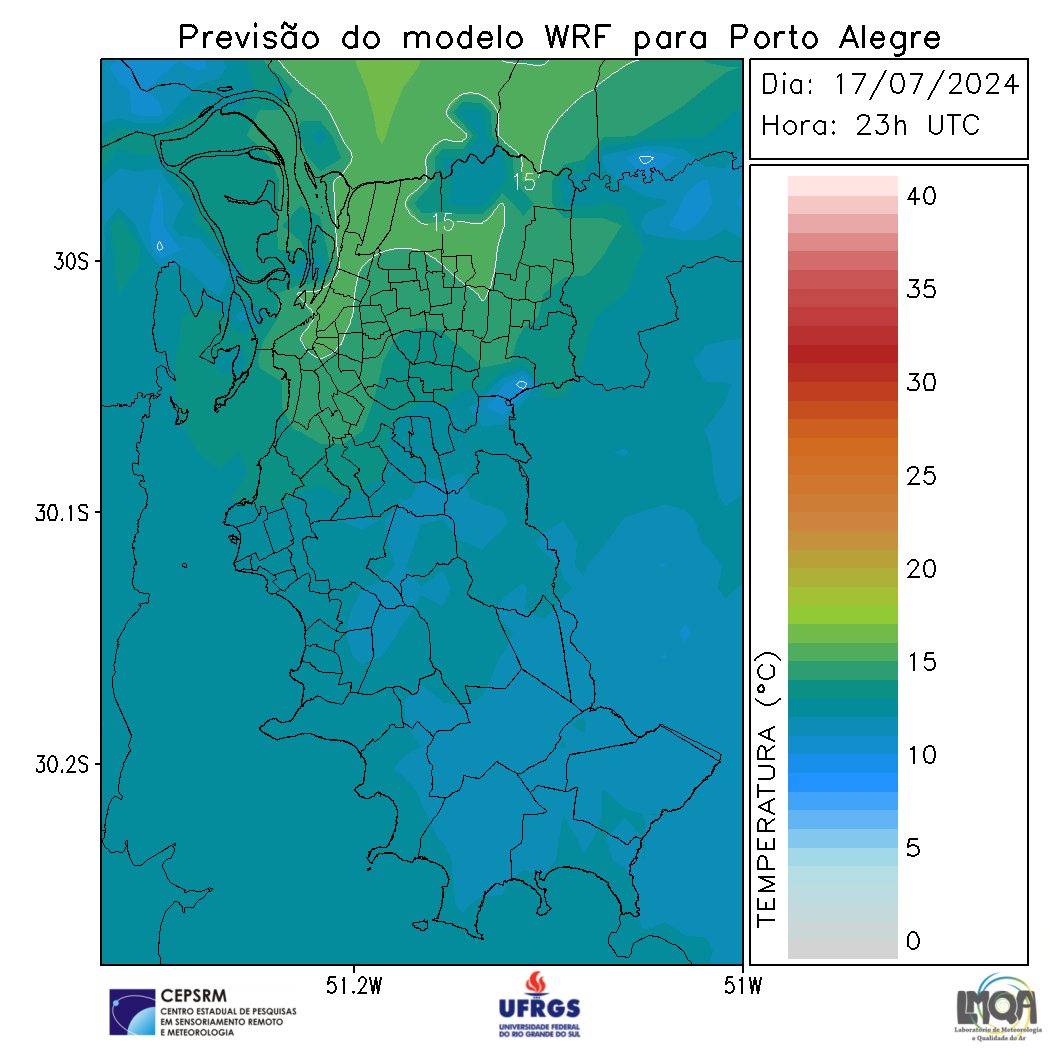 Previsão do modelo WRF para Porto Alegre
Dia: 17/07/2024
Hora: 23h UTC
40
35
30
25
20
15
10
5
0
TEMPERATURA (°C)
30S
30.1S
30.2S
51.2W
51W
15
15
CEPSRM
CENTRO ESTADUAL DE PESQUISAS
EM SENSORIAMENTO REMOTO
E METEOROLOGIA
UFRGS
UNIVERSIDADE FEDERAL
DO RIO GRANDE DO SUL
LMQA
Laboratório de Meteorologia
e Qualidade do Ar